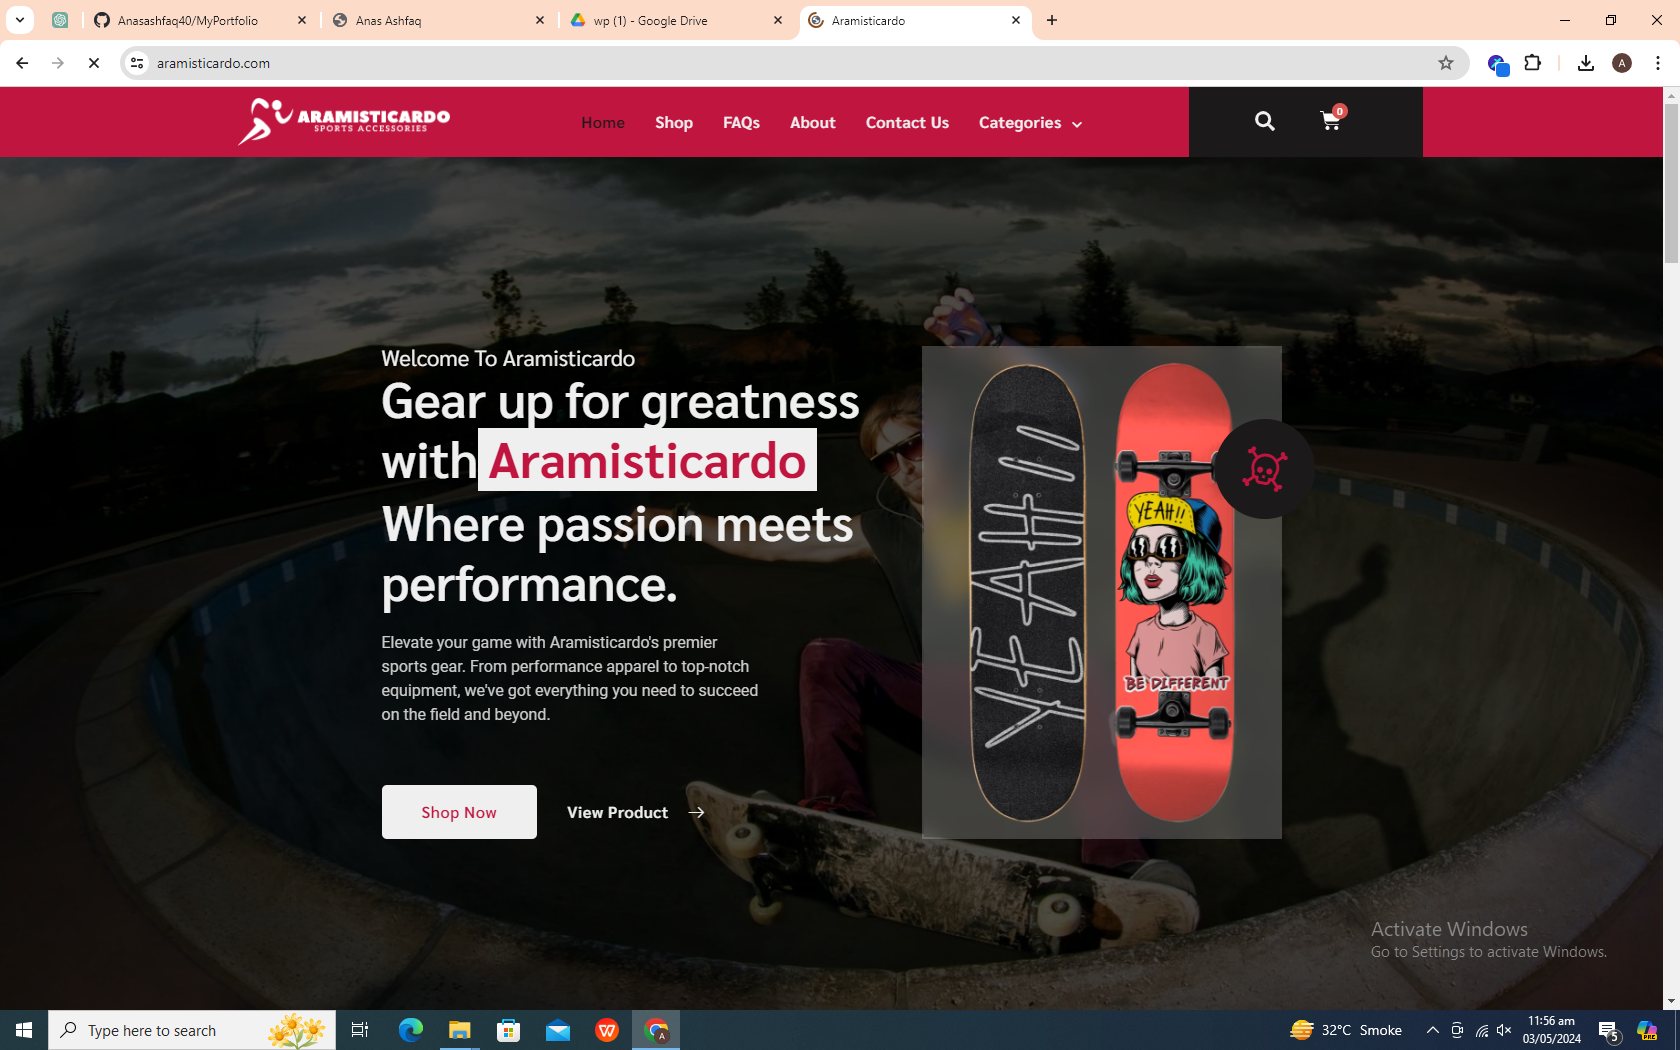 Anasashfaq40/MyPortfolio
Anas Ashfaq
wp (1) - Google Drive
Aramisticardo
aramisticardo.com
A
ARAMISTICARDO
SPORTS ACCESSORIES
Home
Shop
FAQs
About
Contact Us
Categories
0
Welcome To Aramisticardo
Gear up for greatness
with Aramisticardo
Where passion meets
performance.
Elevate your game with Aramisticardo's premier
sports gear. From performance apparel to top-notch
equipment, we've got everything you need to succeed
on the field and beyond.
Shop Now
View Product
YEAH!!
YEAH!!
BE DIFFERENT
Activate Windows
Go to Settings to activate Windows.
Type here to search
A
32°C Smoke
11:56 am
03/05/2024
5
PRE